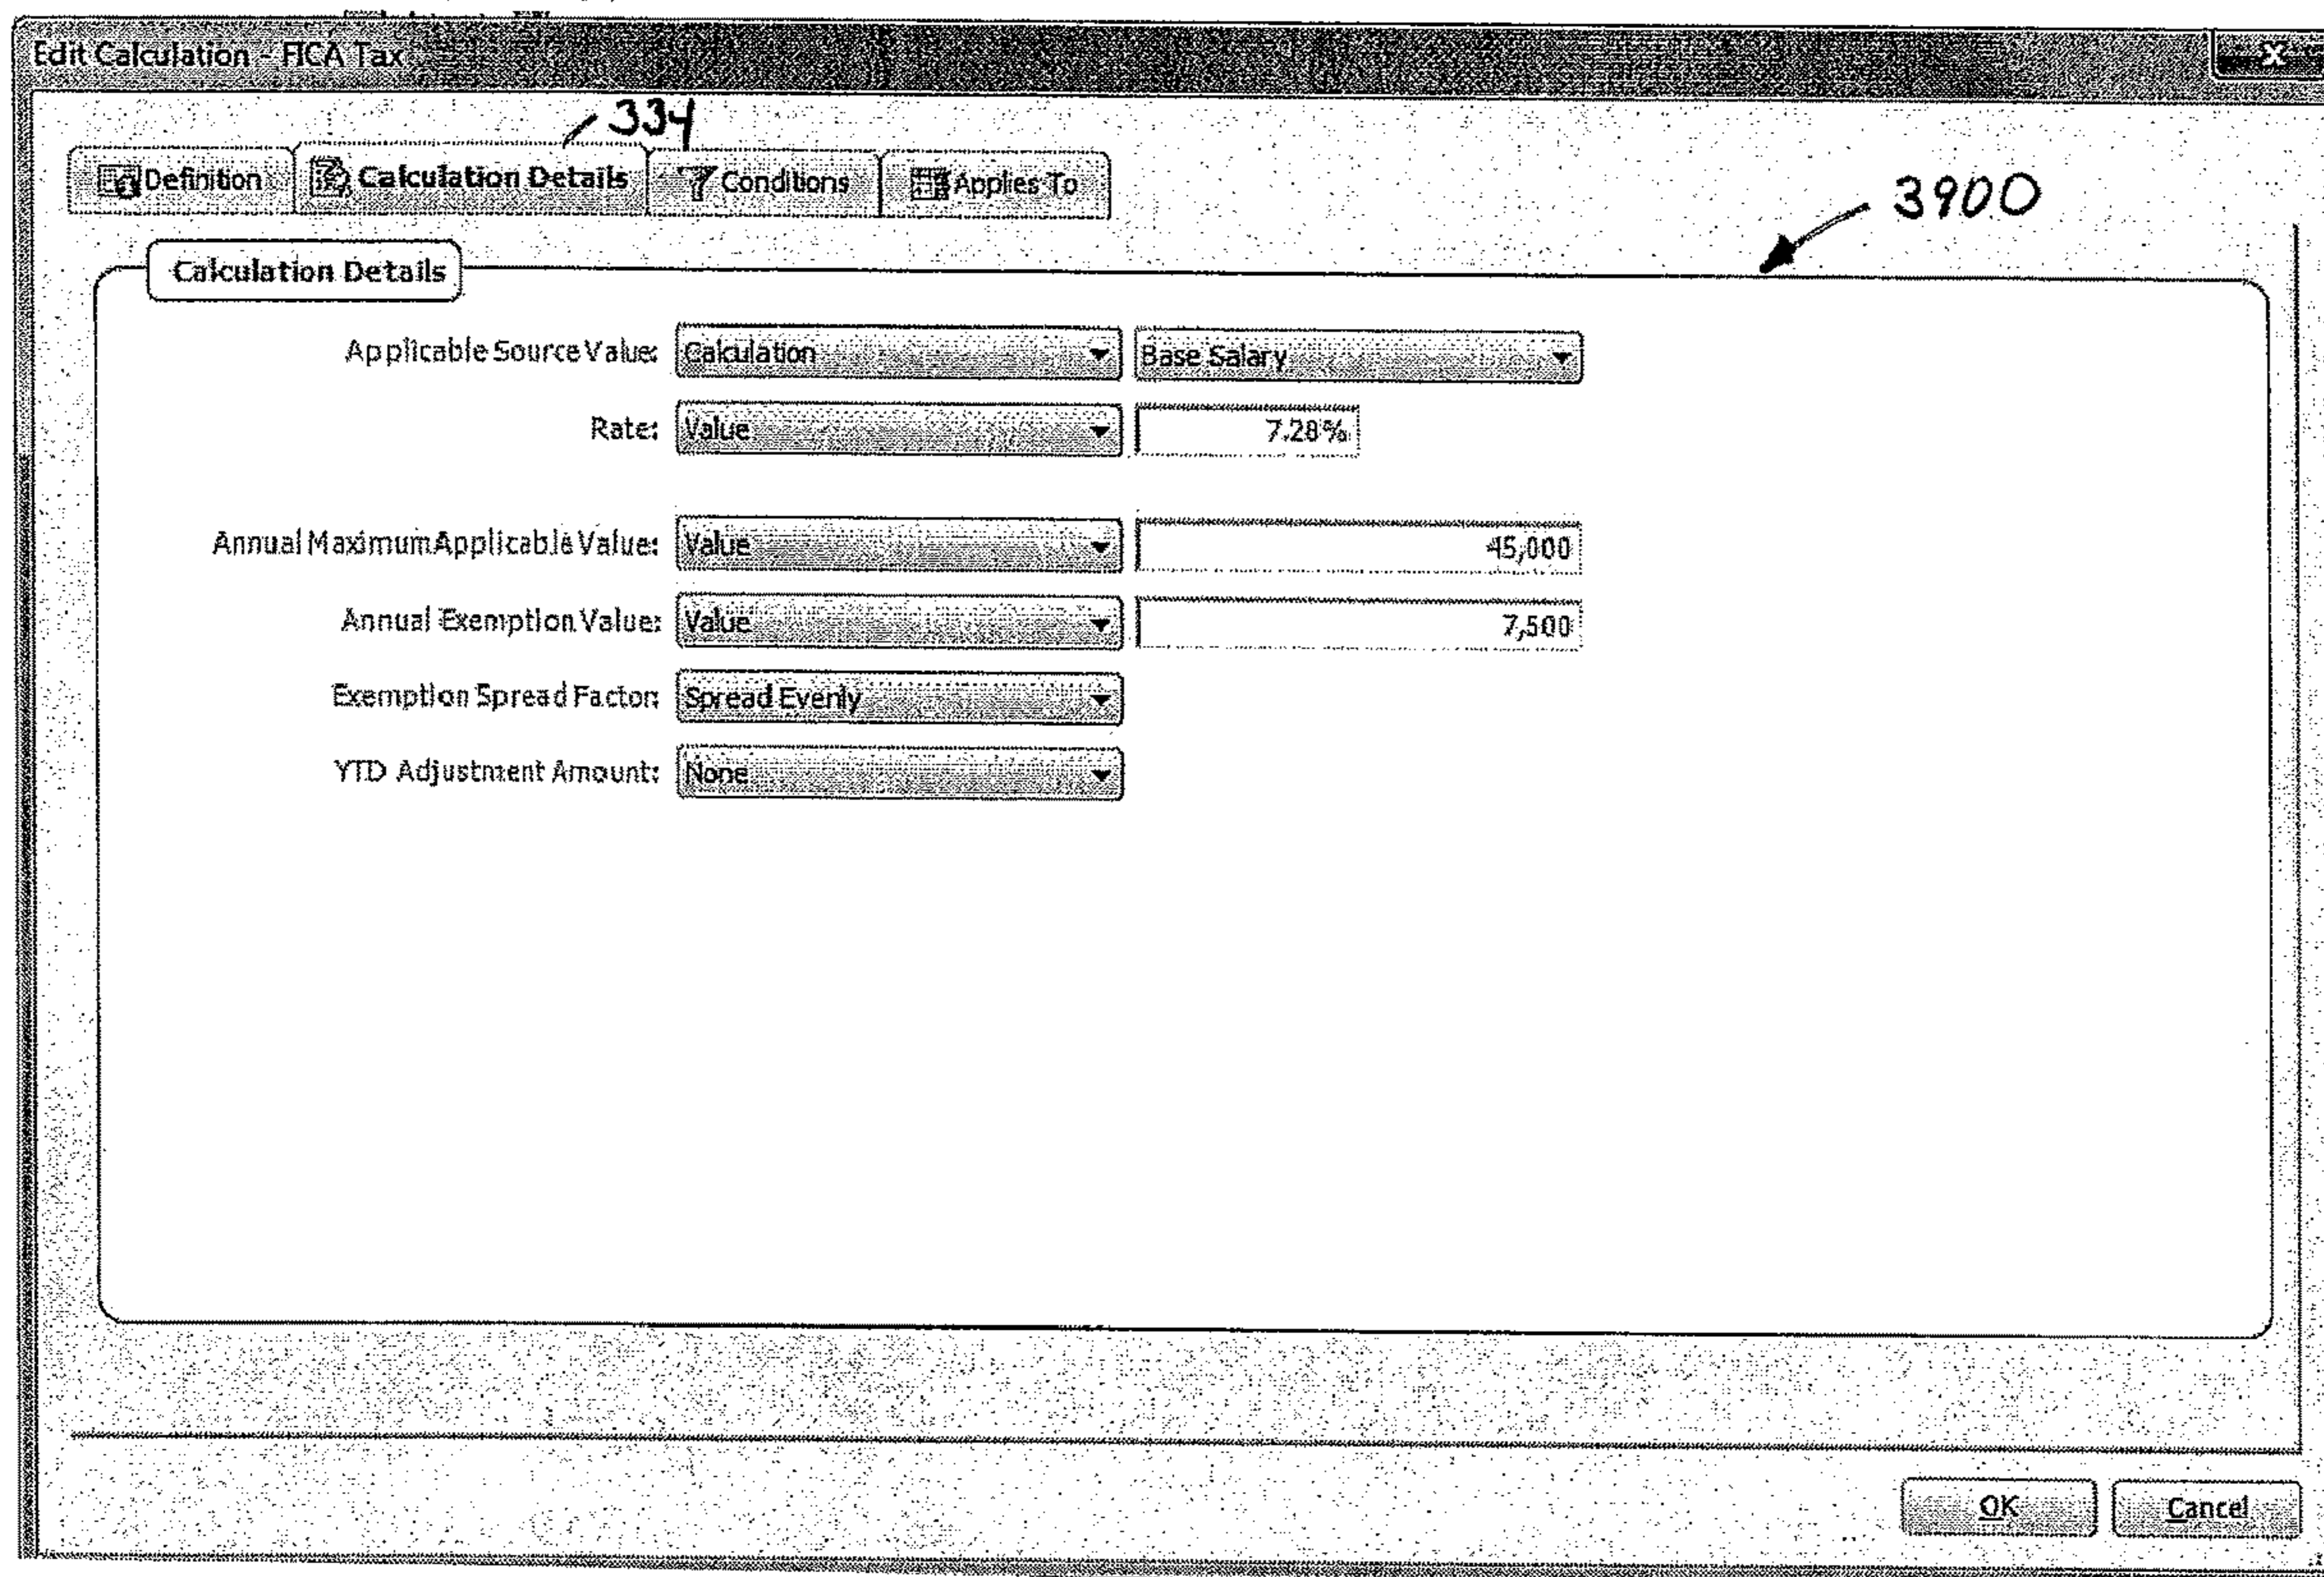 Edit Calculation - FICA Tax
334
Definition Calculation Details Conditions Applies To
3900
Calculation Details
Applicable Source Value: Calculation Base Salary
Rate: Value 7.28%
Annual Maximum Applicable Value: Value 45,000
Annual Exemption Value: Value 7,500
Exemption Spread Factor: Spread Evenly
YTD Adjustment Amount: None
OK Cancel